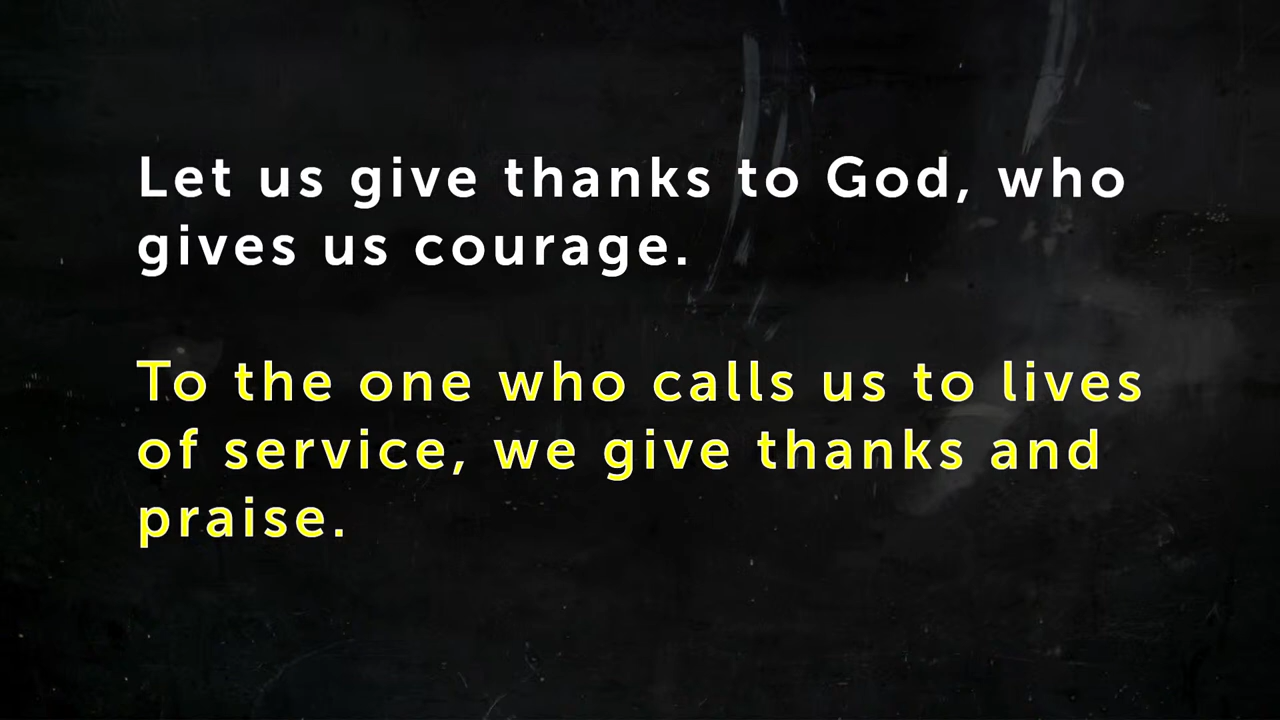 Let us give thanks to God, who
gives us courage.
To the one who calls us to lives
of service, we give thanks and
praise.